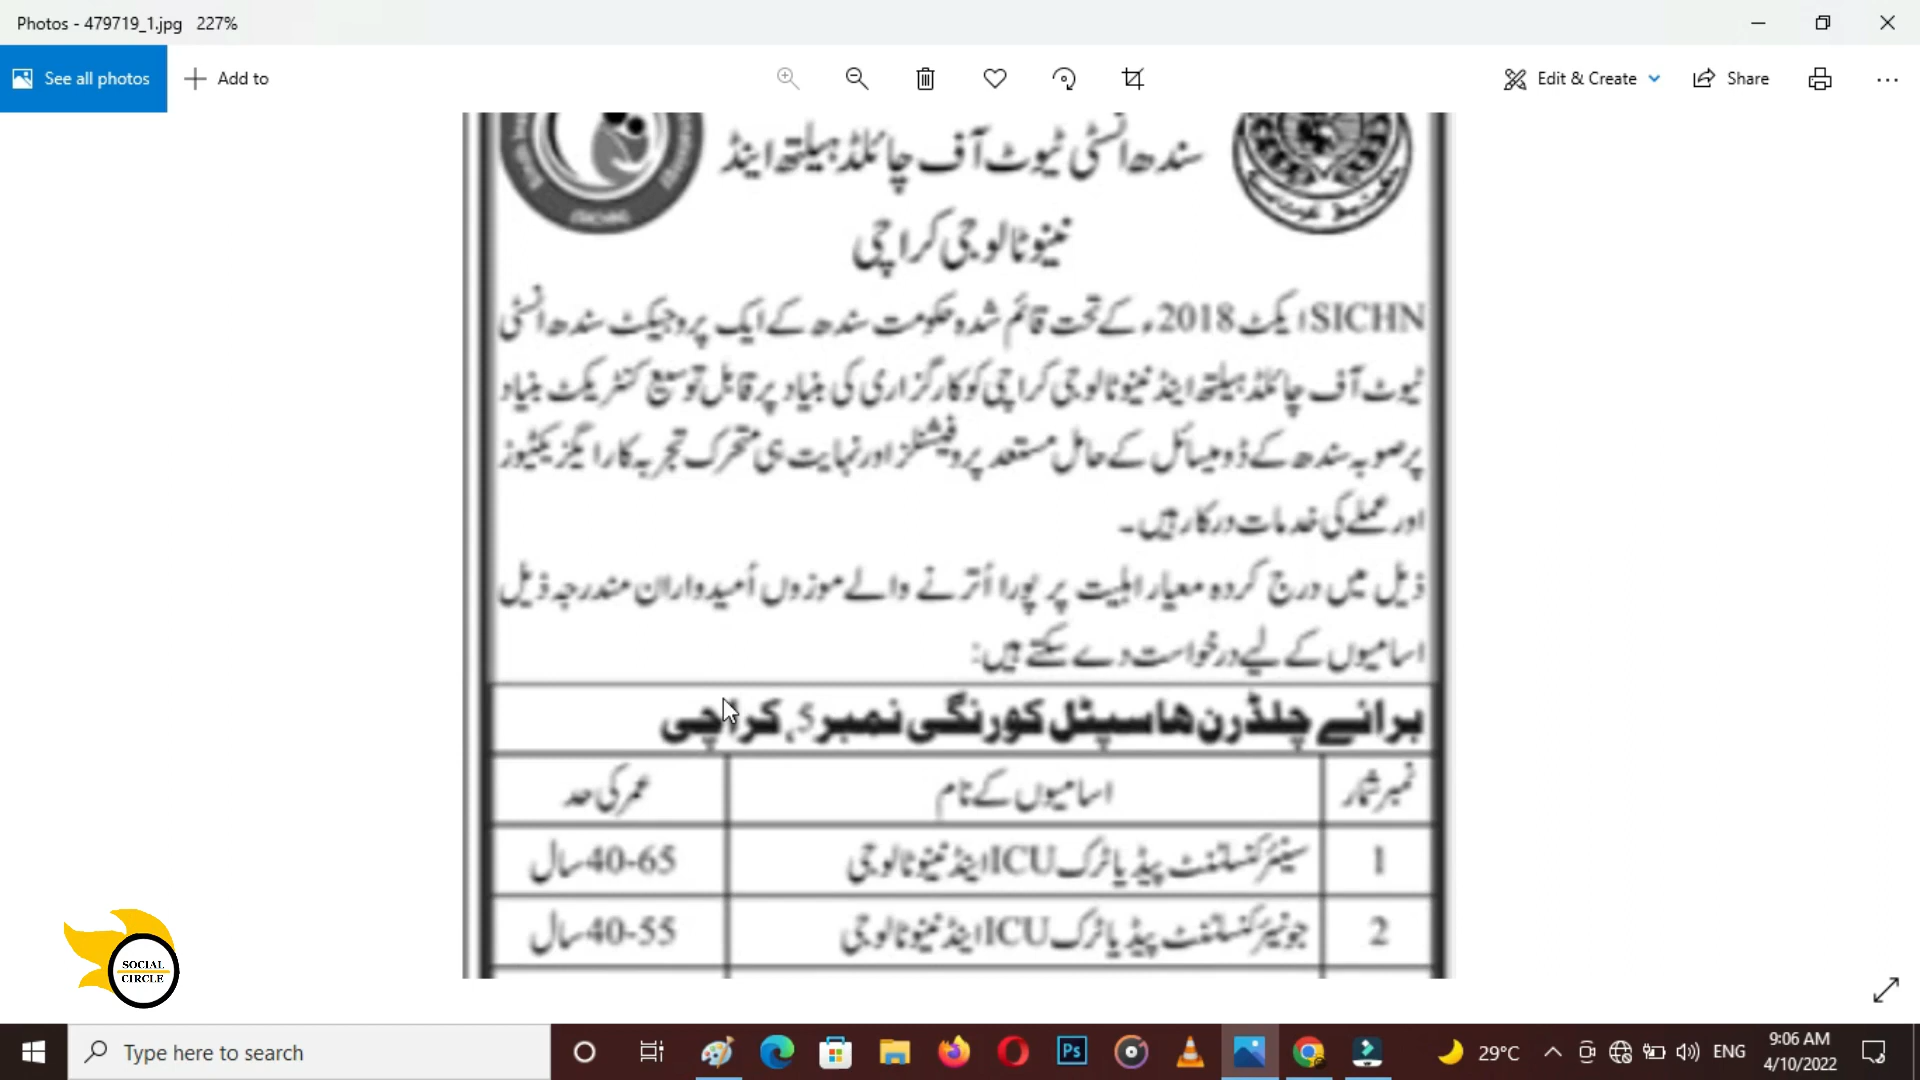 Photos - 479719_1.jpg 227%
See all photos
Add to
Edit & Create
Share
سندھ انسٹی ٹیوٹ آف چائلڈ ہیلتھ اینڈ
نینوٹالوجی کراچی
SICHN ایکٹ 2018ء کے تحت قائم شدہ حکومت سندھ کے ایک پروجیکٹ سندھ انسٹی
ٹیوٹ آف چائلڈ ہیلتھ اینڈ نینوٹالوجی کراچی کو کارگزاری کی بنیاد پر قابل توسیع کنٹریکٹ بنیاد
پر صوبہ سندھ کے ڈومیسائل کے حامل مستعد پروفیشنلز اور نہایت ہی متحرک تجربہ کار ایگزیکٹیوز
اور عملے کی خدمات درکار ہیں۔
ذیل میں درج کردہ معیار اہلیت پر پورا اُترنے والے موزوں اُمیدواران مندرجہ ذیل
اسامیوں کے لیے درخواست دے سکتے ہیں:
برائے چلڈرن ہاسپٹل کورنگی نمبر 5، کراچی
نمبر شمار اسامیوں کے نام عمر کی حد
1 سینئر کنسلٹنٹ پیڈیاٹرک ICU اینڈ نینوٹالوجی 40-65 سال
2 جونیئر کنسلٹنٹ پیڈیاٹرک ICU اینڈ نینوٹالوجی 40-55 سال
SOCIAL
CIRCLE
Type here to search
Ps
29°C
ENG
9:06 AM
4/10/2022